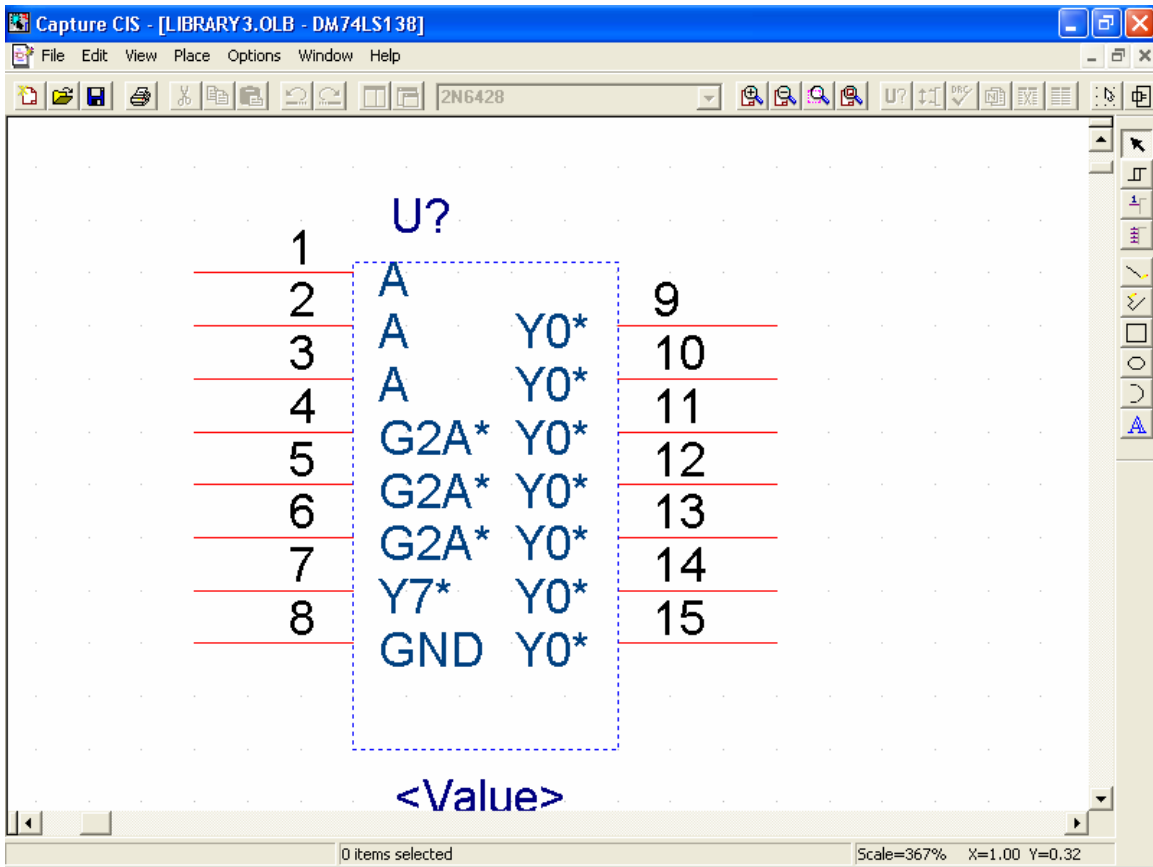 Capture CIS - [LIBRARY3.OLB - DM74LS138]
File Edit View Place Options Window Help
2N6428
U?
DRC
U?
1 A
2 A Y0* 9
3 A Y0* 10
4 G2A* Y0* 11
5 G2A* Y0* 12
6 G2A* Y0* 13
7 Y7* Y0* 14
8 GND Y0* 15
<Value>
0 items selected
Scale=367% X=1.00 Y=0.32